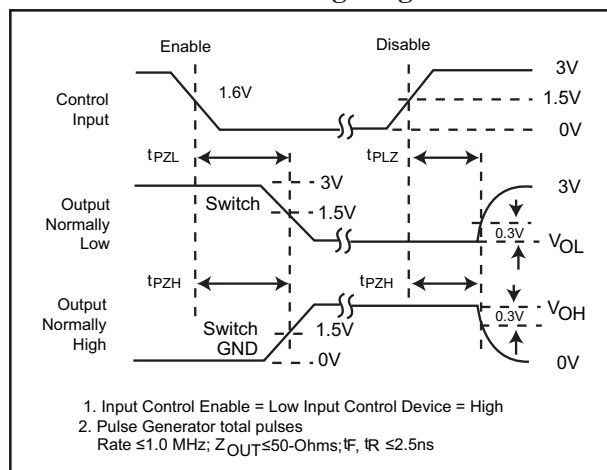 Enable Disable
Control Input
1.6V
3V
1.5V
0V
tPZL
tPLZ
Output Normally Low
Switch
3V
1.5V
3V
0.3V
VOL
tPZH
tPZH
Output Normally High
Switch
GND
1.5V
0V
VOH
0.3V
0V
1. Input Control Enable = Low Input Control Device = High
2. Pulse Generator total pulses
Rate ≤1.0 MHz; ZOUT≤50-Ohms; tF, tR ≤2.5ns